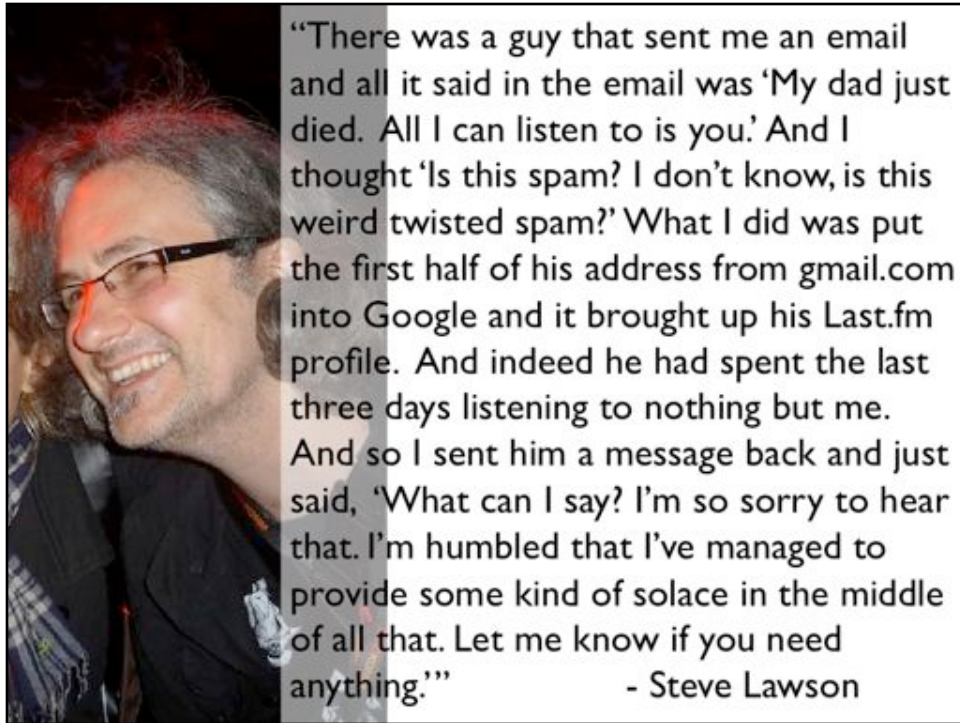 “There was a guy that sent me an email
and all it said in the email was ‘My dad just
died.  All I can listen to is you.’ And I
thought ‘Is this spam? I don’t know, is this
weird twisted spam?’ What I did was put
the first half of his address from gmail.com
into Google and it brought up his Last.fm
profile.  And indeed he had spent the last
three days listening to nothing but me.
And so I sent him a message back and just
said,  ‘What can I say? I’m so sorry to hear
that. I’m humbled that I’ve managed to
provide some kind of solace in the middle
of all that. Let me know if you need
anything.’” - Steve Lawson